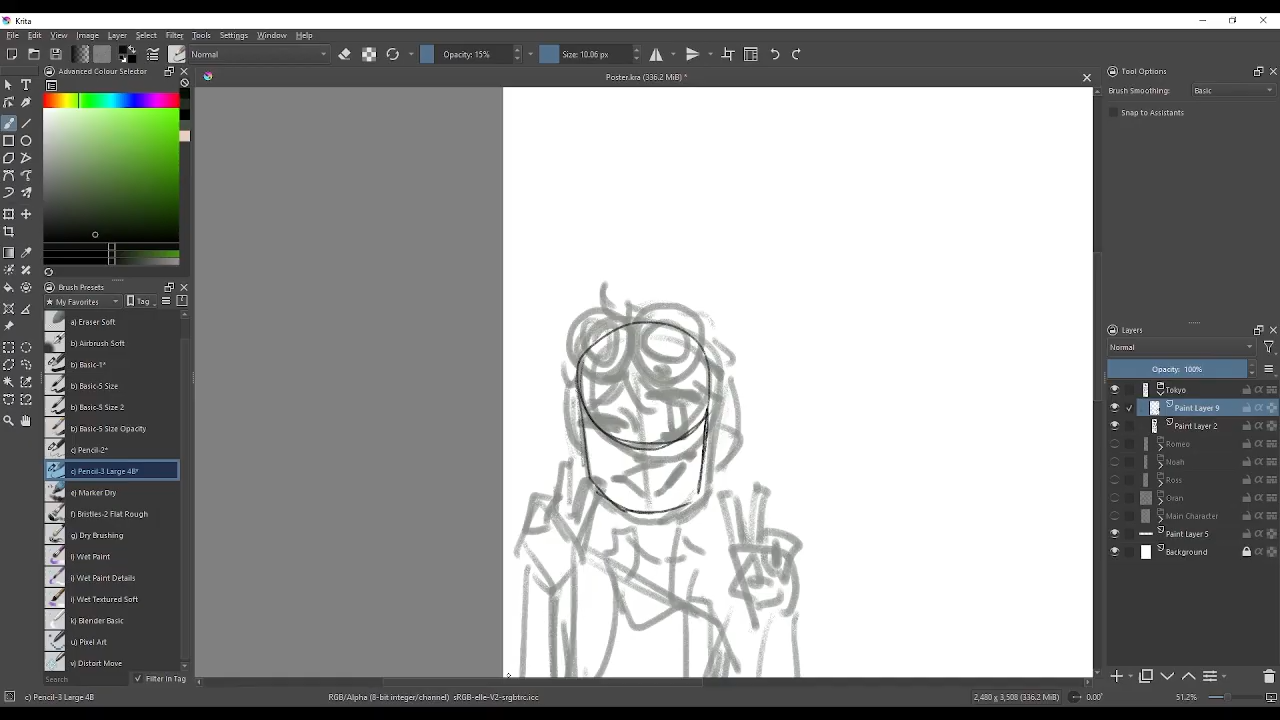 Krita
File Edit View Image Layer Select Filter Tools Settings Window Help
Normal Opacity: 15% Size: 10.06 px
Advanced Colour Selector
Poster.kra (336.2 MiB) *
Tool Options
Brush Smoothing: Basic
Snap to Assistants
Brush Presets
My Favorites Tag
a) Eraser Soft
b) Airbrush Soft
b) Basic-1*
b) Basic-5 Size
b) Basic-5 Size 2
b) Basic-5 Size Opacity
c) Pencil-2*
c) Pencil-3 Large 4B*
e) Marker Dry
f) Bristles-2 Flat Rough
g) Dry Brushing
i) Wet Paint
i) Wet Paint Details
i) Wet Textured Soft
k) Blender Basic
u) Pixel Art
v) Distort Move
Search Filter in Tag
Layers
Normal
Opacity: 100%
Tokyo
Paint Layer 9
Paint Layer 2
Romeo
Noah
Ross
Oran
Main Character
Paint Layer 5
Background
c) Pencil-3 Large 4B RGB/Alpha (8-bit integer/channel) sRGB-elle-V2-srgbtrc.icc 2,480 x 3,508 (336.2 MiB) 0.00° 51.2%